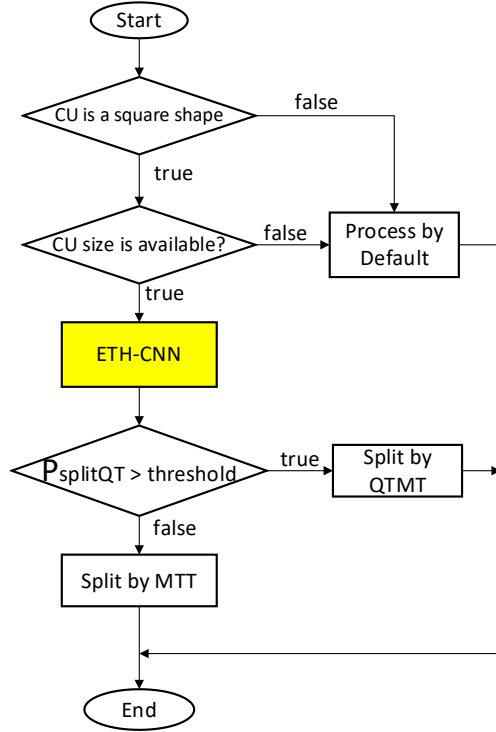 Start
CU is a square shape
false
true
CU size is available?
false
Process by
Default
true
ETH-CNN
PsplitQT > threshold
true
Split by
QTMT
false
Split by MTT
End